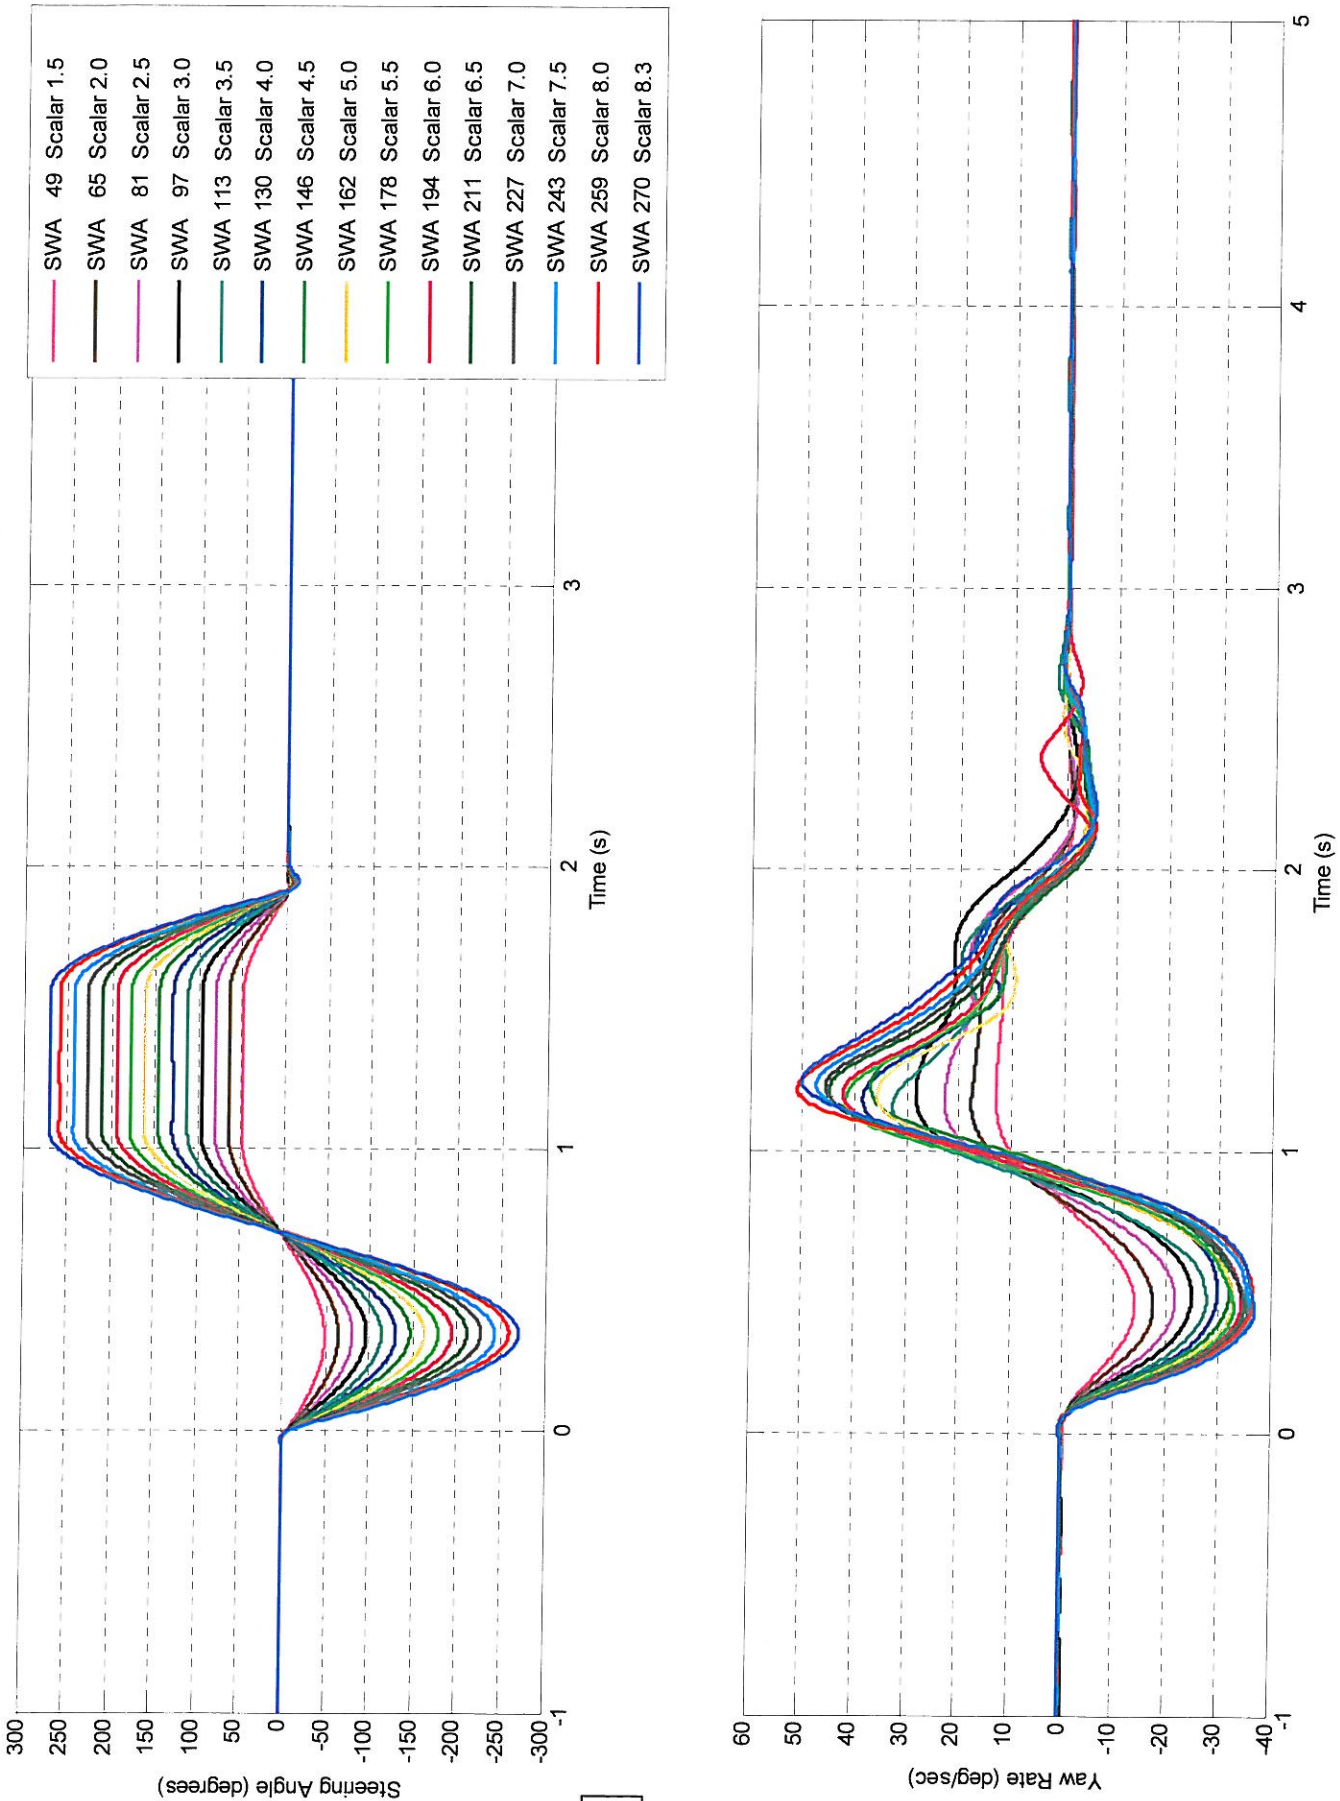 SWA 49 Scalar 1.5
SWA 65 Scalar 2.0
SWA 81 Scalar 2.5
SWA 97 Scalar 3.0
SWA 113 Scalar 3.5
SWA 130 Scalar 4.0
SWA 146 Scalar 4.5
SWA 162 Scalar 5.0
SWA 178 Scalar 5.5
SWA 194 Scalar 6.0
SWA 211 Scalar 6.5
SWA 227 Scalar 7.0
SWA 243 Scalar 7.5
SWA 259 Scalar 8.0
SWA 270 Scalar 8.3
Steering Angle (degrees)
300
250
200
150
100
50
0
-50
-100
-150
-200
-250
-300
-1
0
1
2
3
Time (s)
Yaw Rate (deg/sec)
60
50
40
30
20
10
0
-10
-20
-30
-40
-1
0
1
2
3
4
5
Time (s)